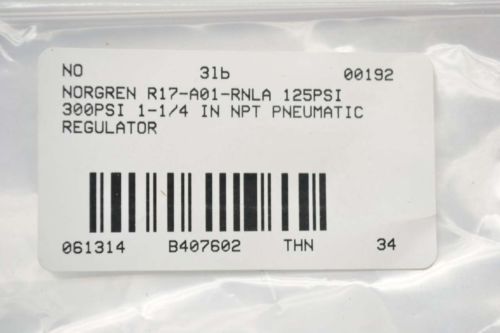 NO 3lb 00192
NORGREN R17-A01-RNLA 125PSI
300PSI 1-1/4 IN NPT PNEUMATIC
REGULATOR
061314 B407602 THN 34